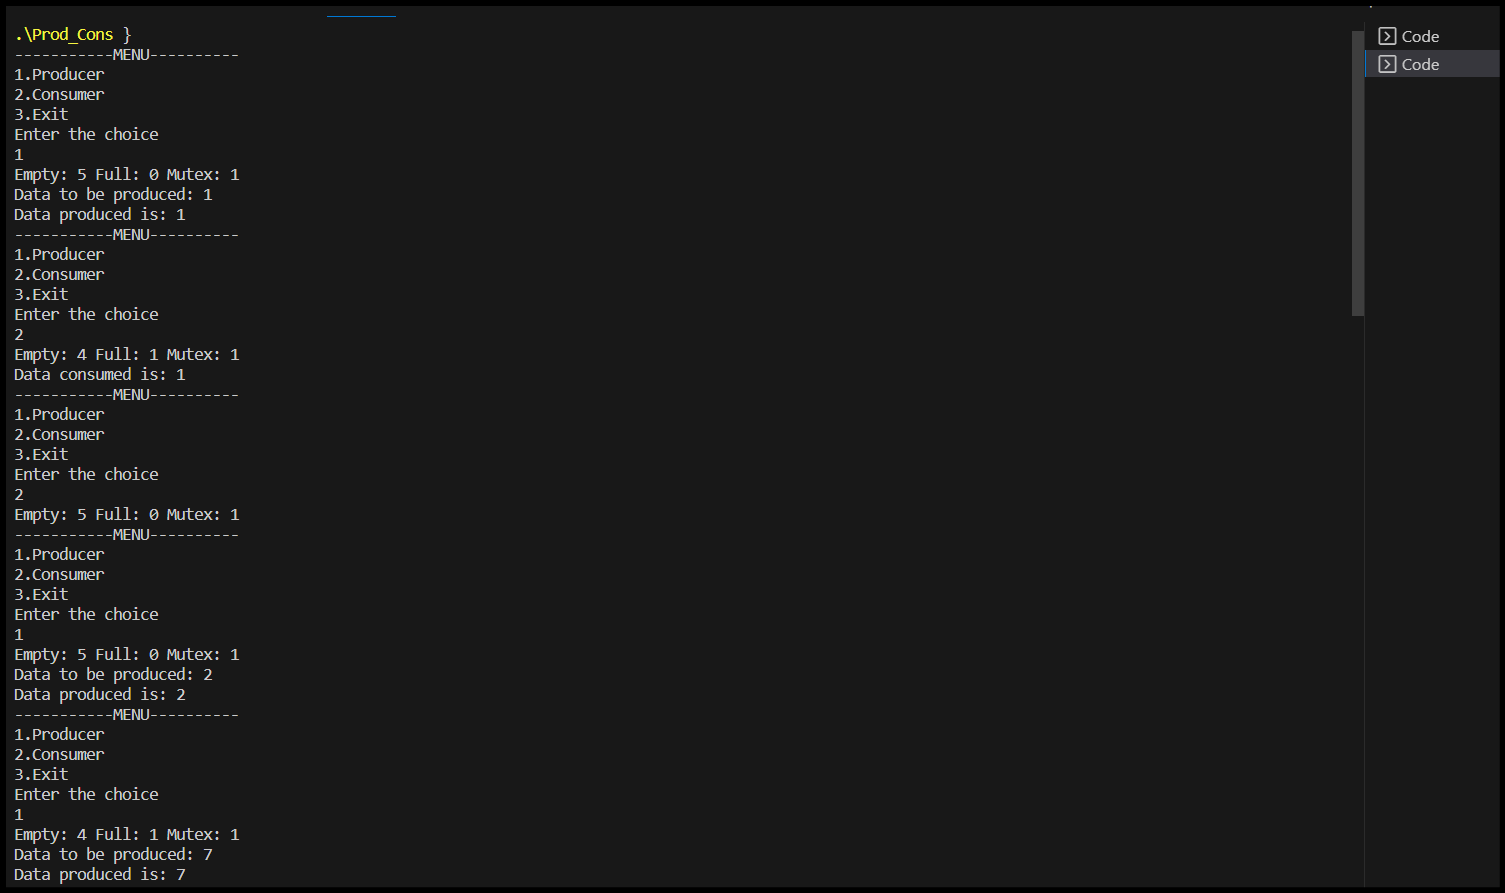 .\Prod_Cons }
-----------MENU----------
1.Producer
2.Consumer
3.Exit
Enter the choice
1
Empty: 5 Full: 0 Mutex: 1
Data to be produced: 1
Data produced is: 1
-----------MENU----------
1.Producer
2.Consumer
3.Exit
Enter the choice
2
Empty: 4 Full: 1 Mutex: 1
Data consumed is: 1
-----------MENU----------
1.Producer
2.Consumer
3.Exit
Enter the choice
2
Empty: 5 Full: 0 Mutex: 1
-----------MENU----------
1.Producer
2.Consumer
3.Exit
Enter the choice
1
Empty: 5 Full: 0 Mutex: 1
Data to be produced: 2
Data produced is: 2
-----------MENU----------
1.Producer
2.Consumer
3.Exit
Enter the choice
1
Empty: 4 Full: 1 Mutex: 1
Data to be produced: 7
Data produced is: 7
Code
Code